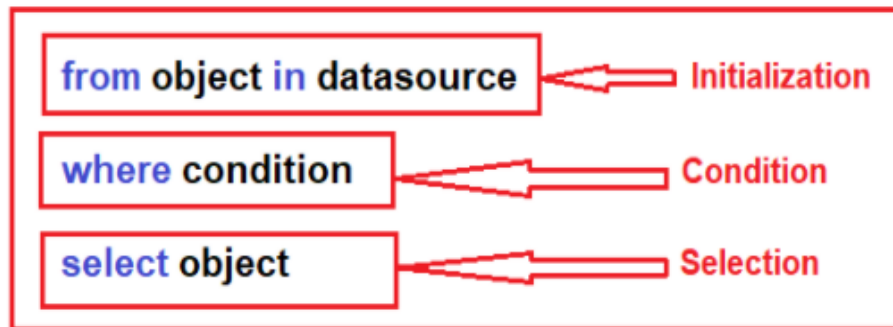 from object in datasource Initialization
where condition Condition
select object Selection